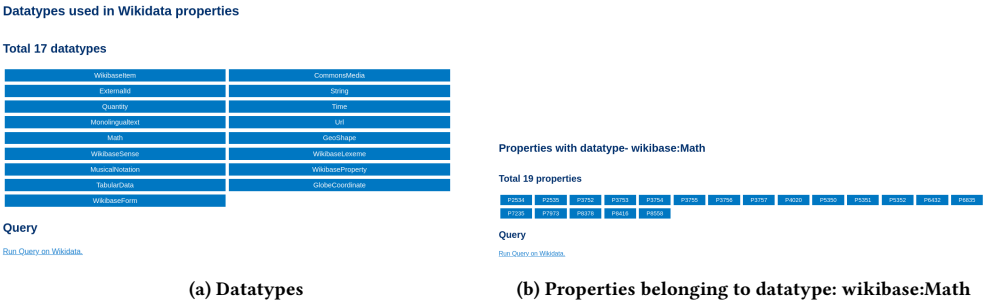 Datatypes used in Wikidata properties
Total 17 datatypes
WikibaseItem CommonsMedia
ExternalId String
Quantity Time
Monolingualtext Url
Math GeoShape
WikibaseSense WikibaseLexeme
MusicalNotation WikibaseProperty
TabularData GlobeCoordinate
WikibaseForm
Query
Run Query on Wikidata.
(a) Datatypes
Properties with datatype- wikibase:Math
Total 19 properties
P2534 P2535 P3752 P3753 P3754 P3755 P3756 P3757 P4020 P5350 P5351 P5352 P6432 P6835
P7235 P7973 P8378 P8416 P8558
Query
Run Query on Wikidata.
(b) Properties belonging to datatype: wikibase:Math